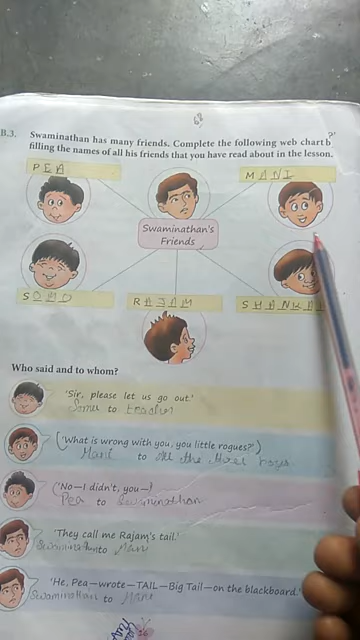 B.3. Swaminathan has many friends. Complete the following web chart b
filling the names of all his friends that you have read about in the lesson.
PEA
MANI
Swaminathan's
Friends
S
RAJAM
SHANKA
Who said and to whom?
'Sir, please let us go out.'
to teacher
'What is wrong with you, you little rogues?'
Mani to all the three boys.
'No—I didn't, you—'
Pea to Swaminathan
'They call me Rajam's tail.'
Swaminathan to Mani
'He, Pea—wrote—TAIL—Big Tail—on the blackboard.'
Swaminathan to Mani